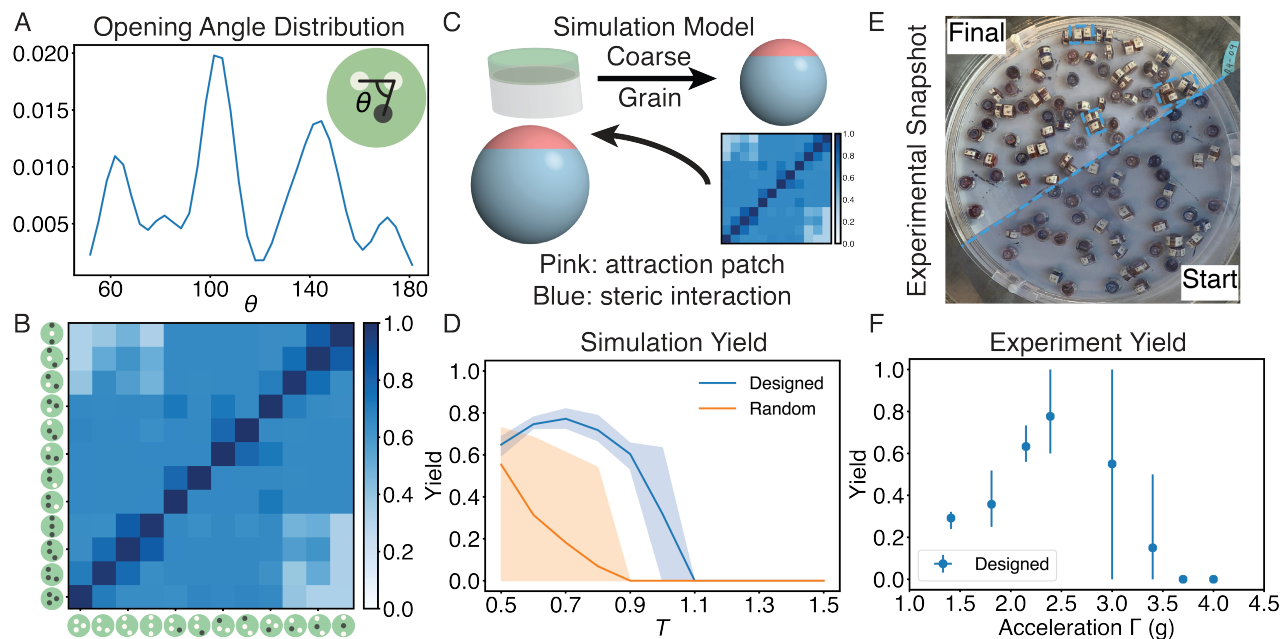 A
Opening Angle Distribution
0.020
0.015
0.010
0.005
60
100
140
180
θ
θ
B
1.0
0.8
0.6
0.4
0.2
0.0
C
Simulation Model
Coarse
Grain
1.0
0.8
0.6
0.4
0.2
0.0
Pink: attraction patch
Blue: steric interaction
D
Simulation Yield
Yield
1.0
0.8
0.6
0.4
0.2
0.0
Designed
Random
0.5
0.7
0.9
1.1
1.3
1.5
T
E
Experimental Snapshot
Final
Start
F
Experiment Yield
Yield
1.0
0.8
0.6
0.4
0.2
0.0
Designed
1.0
1.5
2.0
2.5
3.0
3.5
4.0
4.5
Acceleration Γ (g)